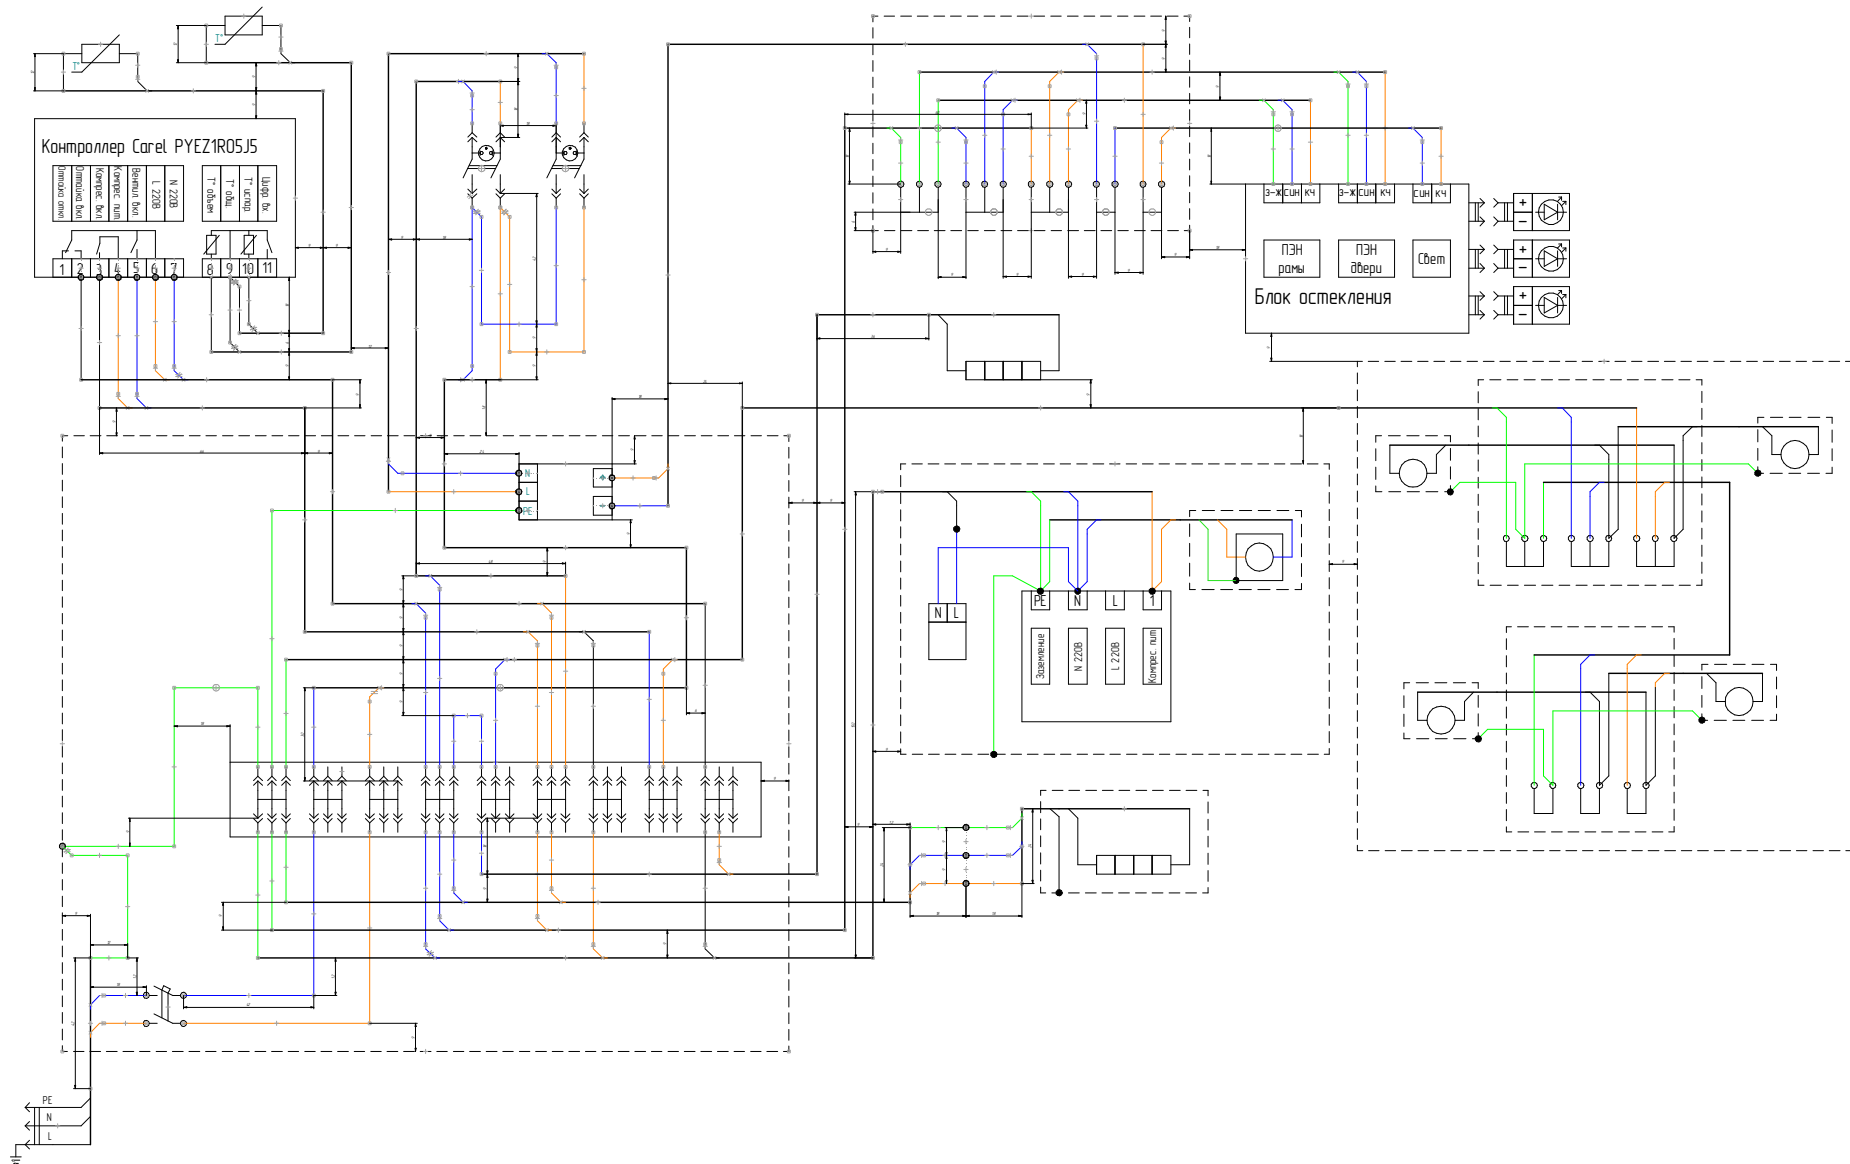 T°
T°
Контроллер Carel PYEZ1R05J5
Оттайка откл
Оттайка вкл
Компрес. вкл
Компрес. пит
Вентил вкл.
L 220В
N 220В
T° объем
T° общ
T° испар
Цифр вх
1 2 3 4 5 6 7 8 9 10 11
з-ж син кч з-ж син кч син кч
ПЭН рамы
ПЭН двери
Свет
Блок остекления
+
−
+
−
+
−
N
L
PE
N L
PE N L 1
Заземление
N 220В
L 220В
Компрес. пит
PE
N
L